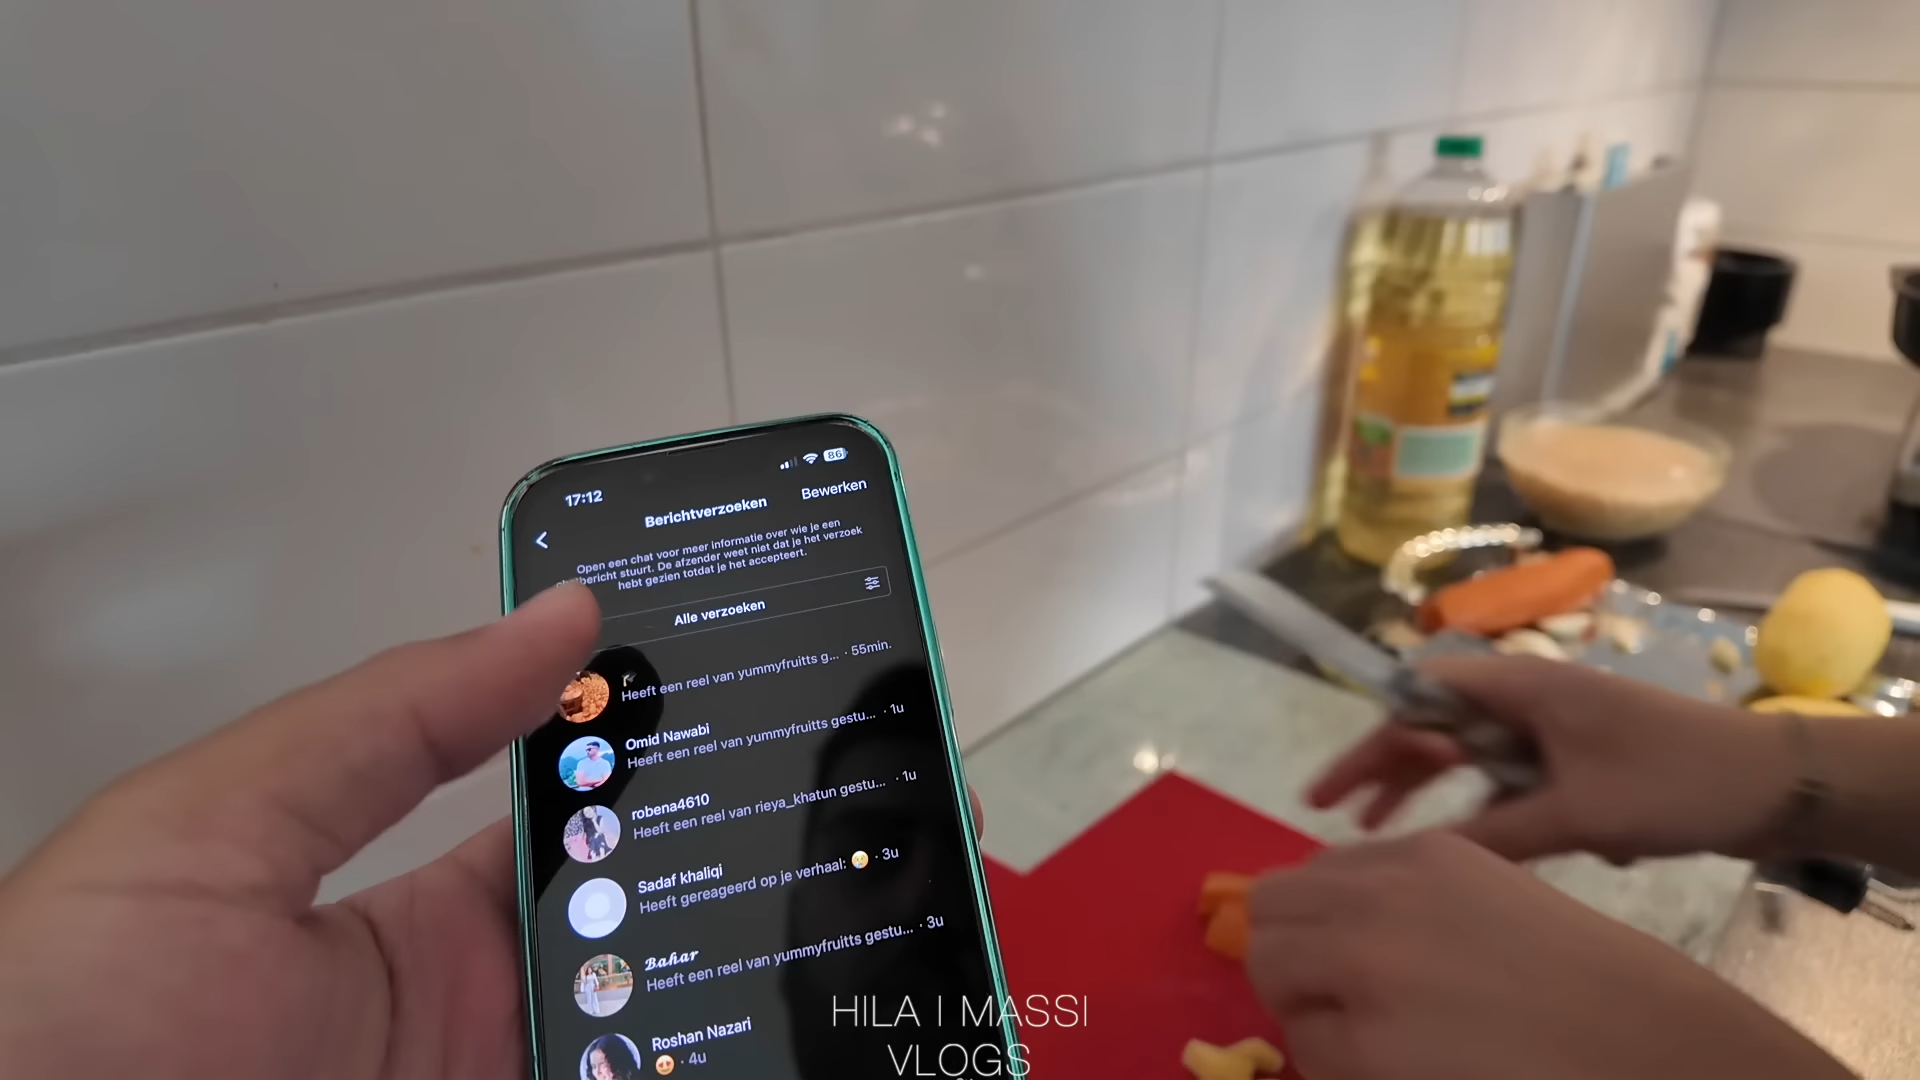 17:12
86
Berichtverzoeken
Bewerken
Open een chat voor meer informatie over wie je een
chatbericht stuurt. De afzender weet niet dat je het verzoek
hebt gezien totdat je het accepteert.
Alle verzoeken
Heeft een reel van yummyfruitts g... · 55min.
Omid Nawabi
Heeft een reel van yummyfruitts gestu... · 1u
robena4610
Heeft een reel van rieya_khatun gestu... · 1u
Sadaf khaliqi
Heeft gereageerd op je verhaal: 😢 · 3u
𝓑𝓪𝓱𝓪𝓻
Heeft een reel van yummyfruitts gestu... · 3u
Roshan Nazari
😍 · 4u
HILA I MASSI
VLOGS